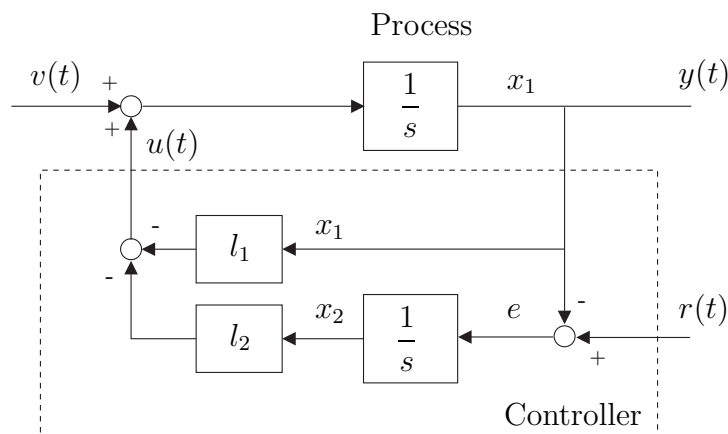 Process
v(t)
+
+
1/s
x₁
y(t)
u(t)
-
l₁
x₁
-
l₂
x₂
1/s
e
-
+
r(t)
Controller